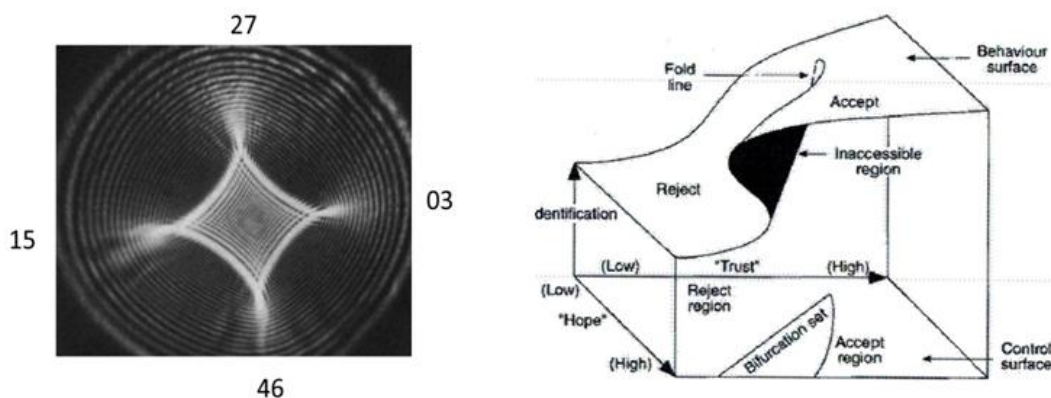 27
15
03
46
Behaviour
surface
Fold
line
Accept
Inaccessible
region
Reject
dentification
(Low)
"Trust"
(High)
(Low)
Reject
region
"Hope"
(High)
Bifurcation set
Accept
region
Control
surface